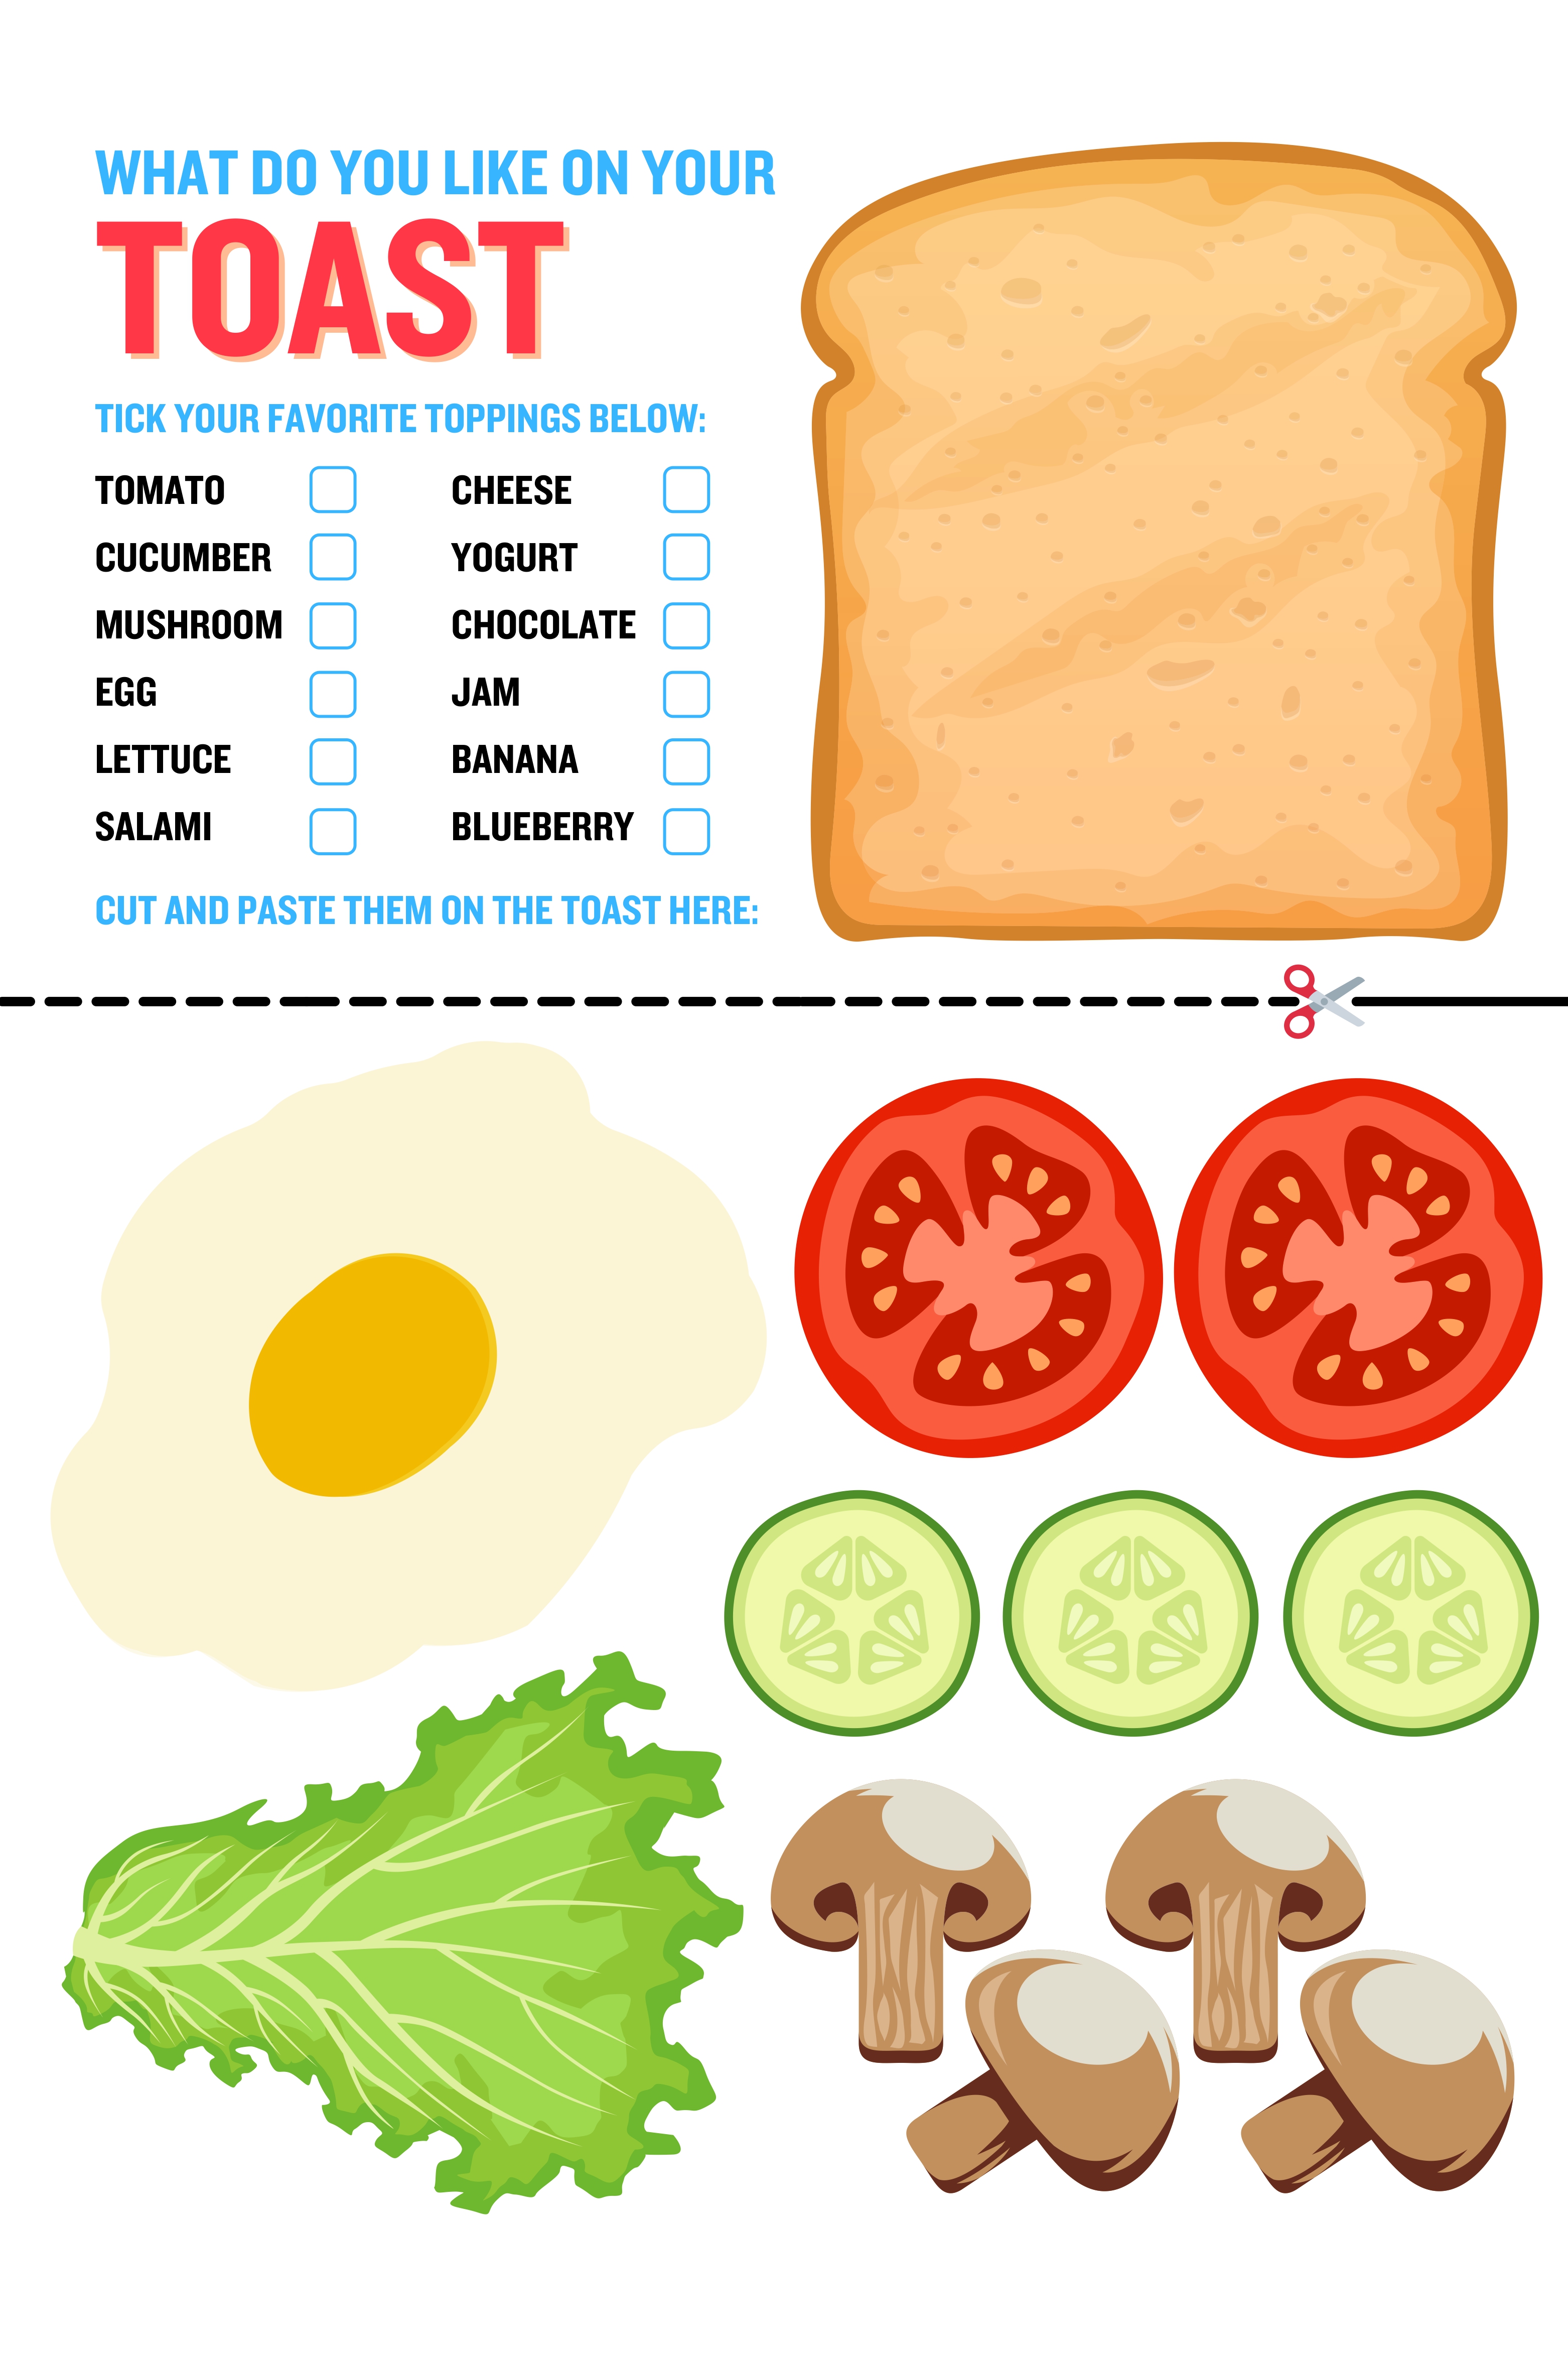 WHAT DO YOU LIKE ON YOUR
TOAST
TICK YOUR FAVORITE TOPPINGS BELOW:
TOMATO
CUCUMBER
MUSHROOM
EGG
LETTUCE
SALAMI
CHEESE
YOGURT
CHOCOLATE
JAM
BANANA
BLUEBERRY
CUT AND PASTE THEM ON THE TOAST HERE: